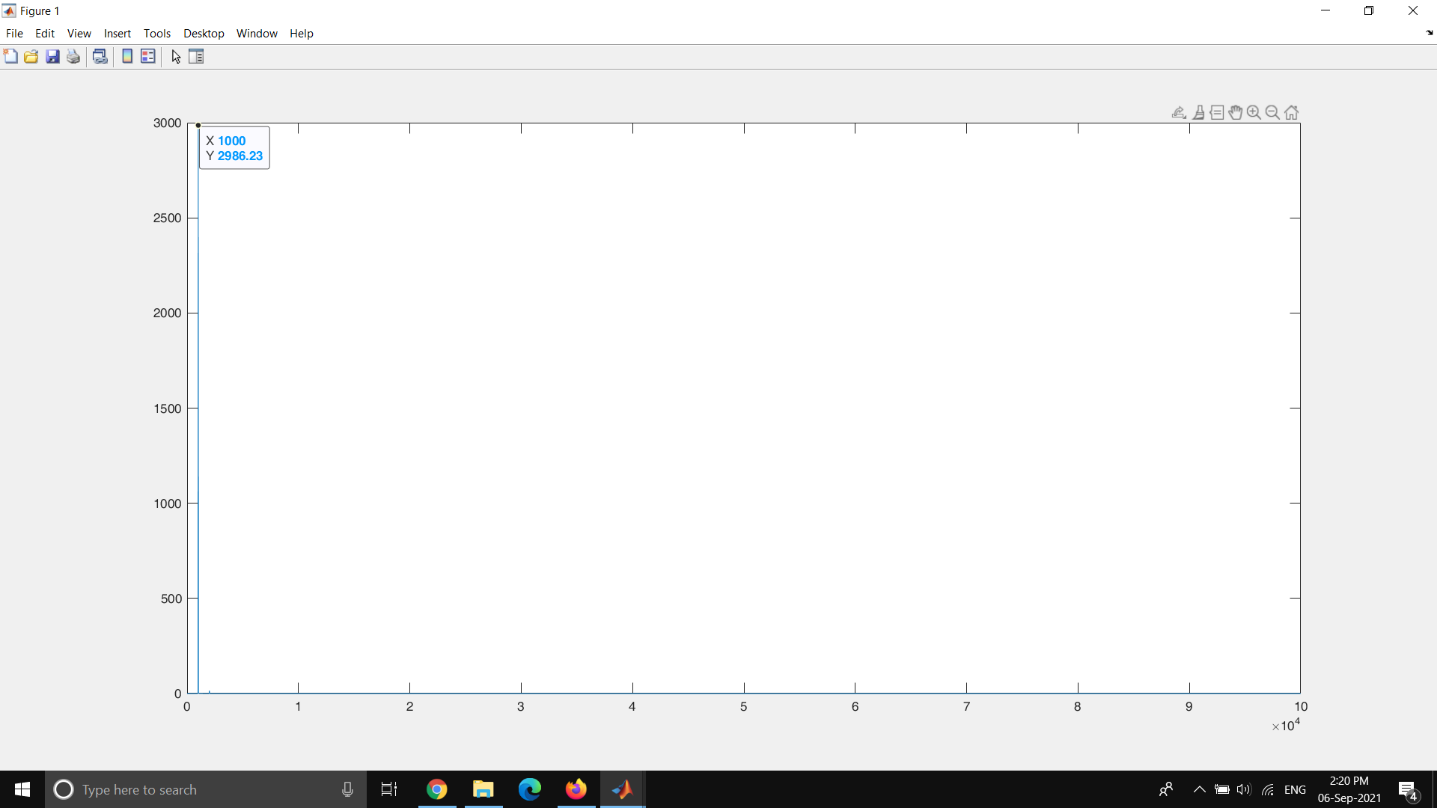 Figure 1
File Edit View Insert Tools Desktop Window Help
3000
X 1000
Y 2986.23
2500
2000
1500
1000
500
0
0 1 2 3 4 5 6 7 8 9 10
×10⁴
Type here to search
ENG
2:20 PM
06-Sep-2021
4